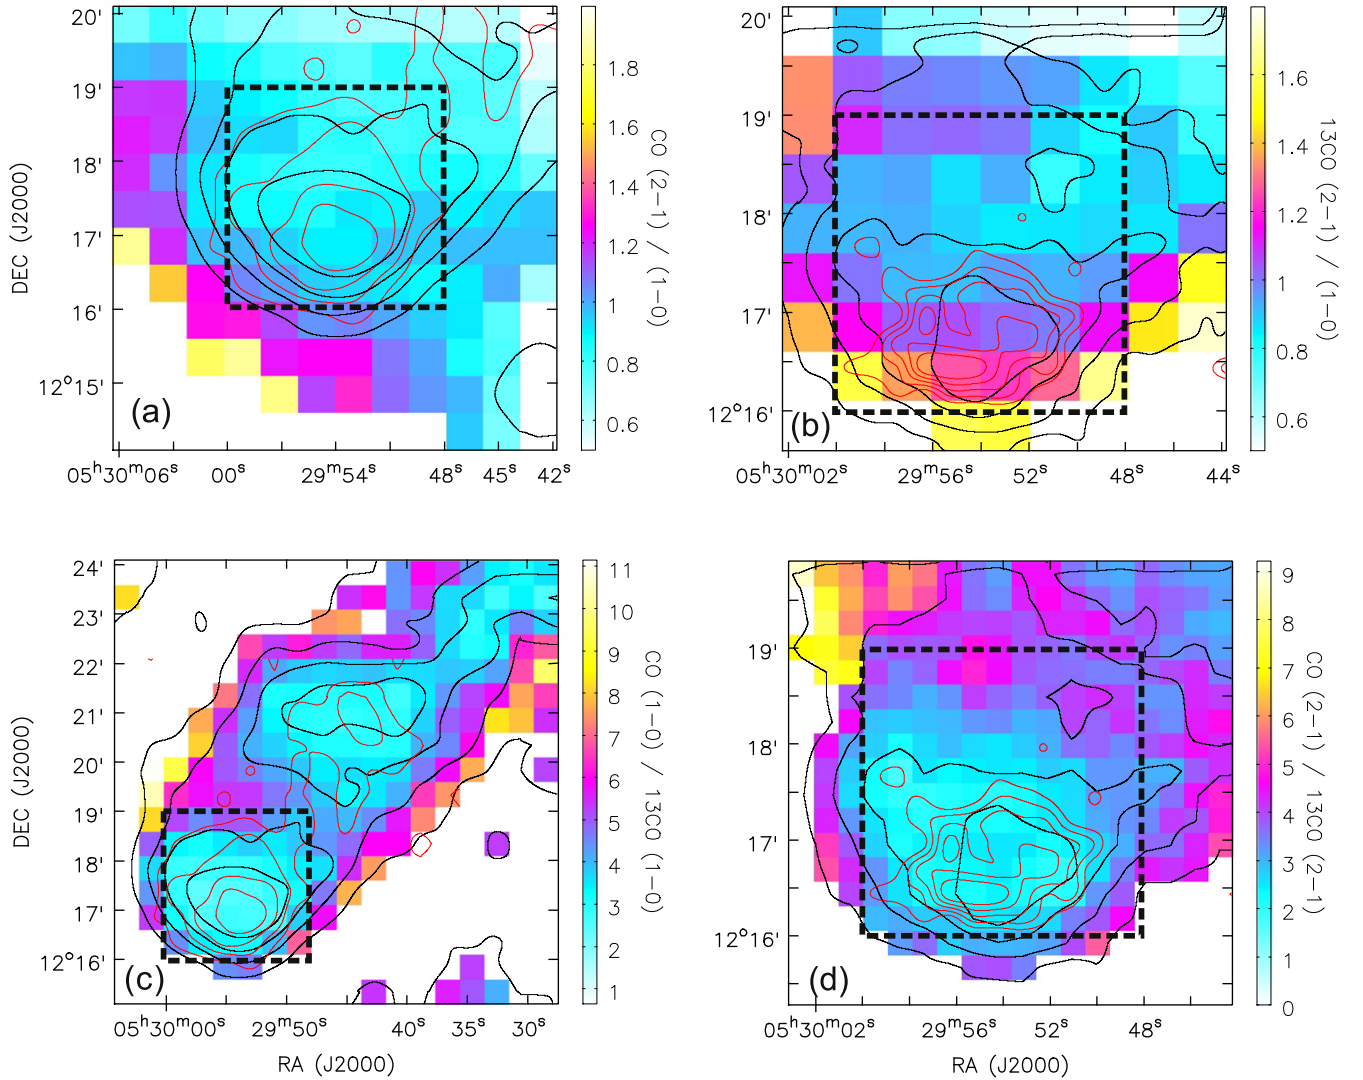 20'
19'
18'
17'
16'
12°15'
DEC (J2000)
(a)
05ʰ30ᵐ06ˢ
00ˢ
29ᵐ54ˢ
48ˢ
45ˢ
42ˢ
1.8
1.6
1.4
1.2
1
0.8
0.6
CO (2−1) / (1−0)
20'
19'
18'
17'
12°16'
(b)
05ʰ30ᵐ02ˢ
29ᵐ56ˢ
52ˢ
48ˢ
44ˢ
1.6
1.4
1.2
1
0.8
0.6
13CO (2−1) / (1−0)
24'
23'
22'
21'
20'
19'
18'
17'
12°16'
DEC (J2000)
(c)
05ʰ30ᵐ00ˢ
29ᵐ50ˢ
40ˢ
35ˢ
30ˢ
RA (J2000)
11
10
9
8
7
6
5
4
3
2
1
CO (1−0) / 13CO (1−0)
19'
18'
17'
12°16'
(d)
05ʰ30ᵐ02ˢ
29ᵐ56ˢ
52ˢ
48ˢ
RA (J2000)
9
8
7
6
5
4
3
2
1
0
CO (2−1) / 13CO (2−1)